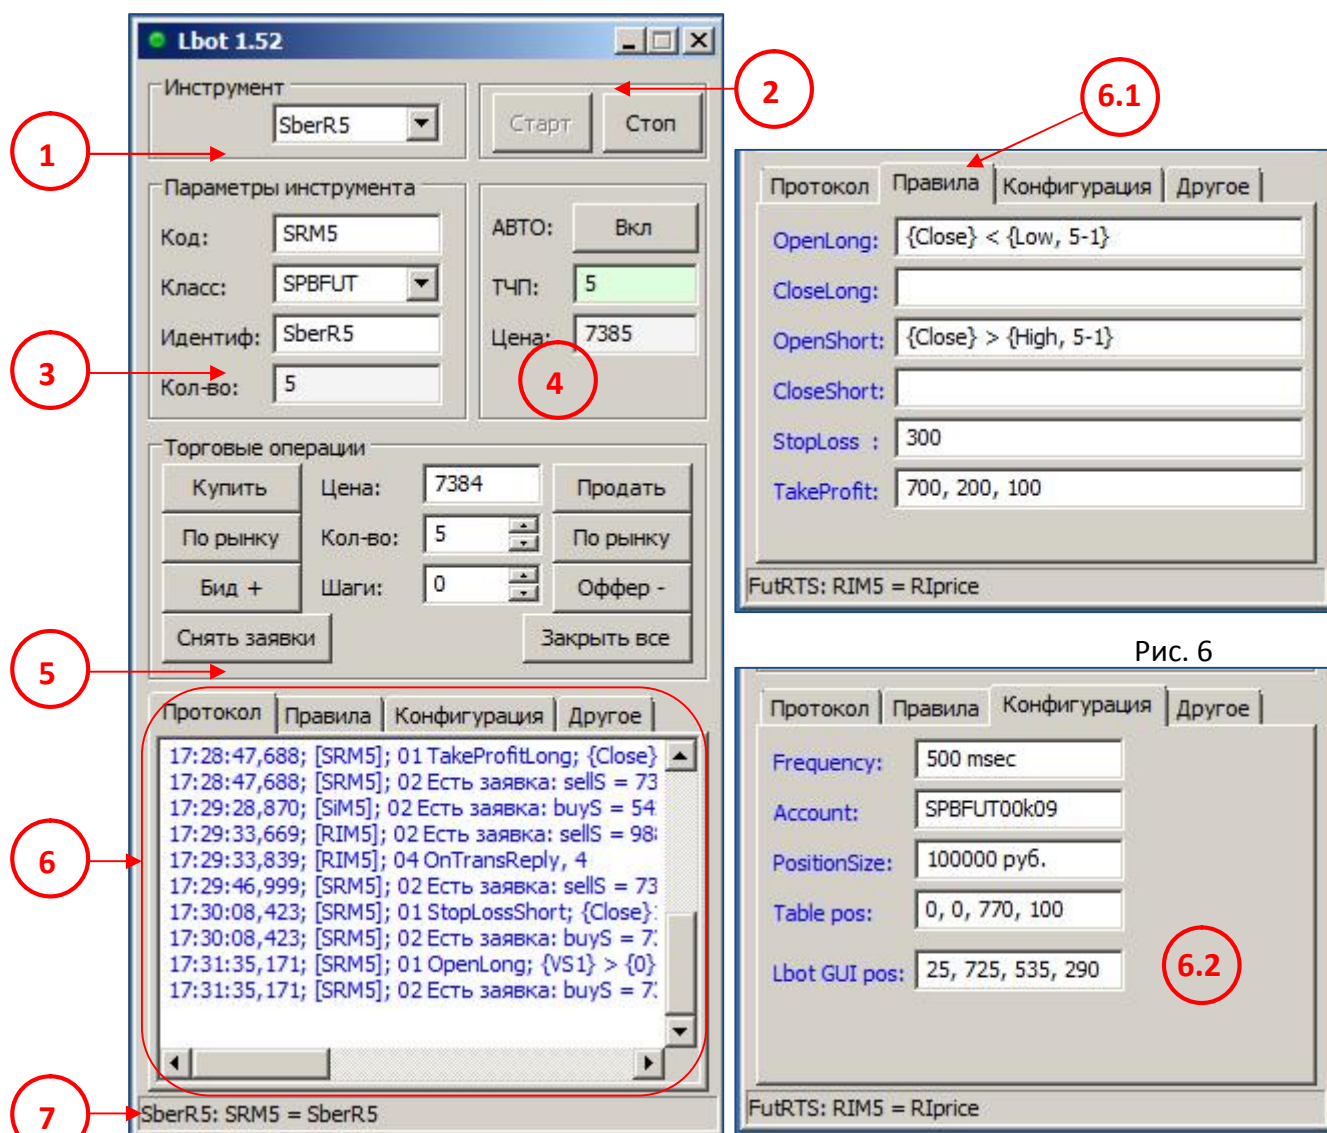 Lbot 1.52
Инструмент
SberR5
Старт
Стоп
1
2
Параметры инструмента
Код:
SRM5
Класс:
SPBFUT
Идентиф:
SberR5
Кол-во:
5
3
АВТО:
Вкл
ТЧП:
5
Цена:
7385
4
Торговые операции
Купить
Цена:
7384
Продать
По рынку
Кол-во:
5
По рынку
Бид +
Шаги:
0
Оффер -
Снять заявки
Закрыть все
5
Протокол
Правила
Конфигурация
Другое
17:28:47,688; [SRM5]; 01 TakeProfitLong; {Close}
17:28:47,688; [SRM5]; 02 Есть заявка: sellS = 73
17:29:28,870; [SiM5]; 02 Есть заявка: buyS = 54
17:29:33,669; [RIM5]; 02 Есть заявка: sellS = 98
17:29:33,839; [RIM5]; 04 OnTransReply, 4
17:29:46,999; [SRM5]; 02 Есть заявка: sellS = 73
17:30:08,423; [SRM5]; 01 StopLossShort; {Close}
17:30:08,423; [SRM5]; 02 Есть заявка: buyS = 7
17:31:35,171; [SRM5]; 01 OpenLong; {VS1} > {0}
17:31:35,171; [SRM5]; 02 Есть заявка: buyS = 7
6
7
SberR5: SRM5 = SberR5
6.1
Протокол
Правила
Конфигурация
Другое
OpenLong:
{Close} < {Low, 5-1}
CloseLong:
OpenShort:
{Close} > {High, 5-1}
CloseShort:
StopLoss :
300
TakeProfit:
700, 200, 100
FutRTS: RIM5 = RIprice
Рис. 6
Протокол
Правила
Конфигурация
Другое
Frequency:
500 msec
Account:
SPBFUT00k09
PositionSize:
100000 руб.
Table pos:
0, 0, 770, 100
Lbot GUI pos:
25, 725, 535, 290
6.2
FutRTS: RIM5 = RIprice